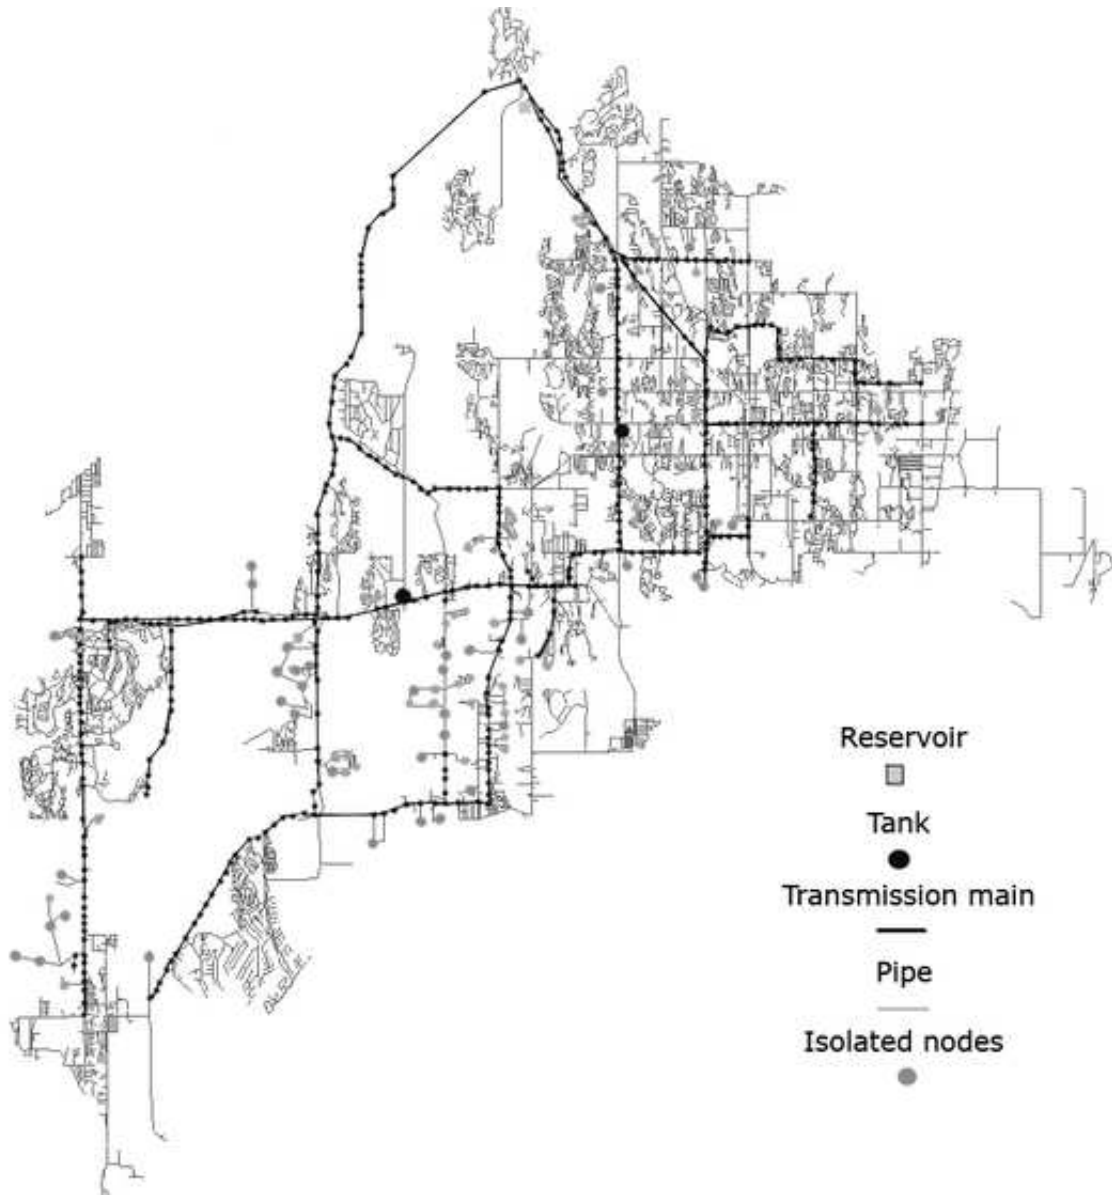 Reservoir
Tank
Transmission main
Pipe
Isolated nodes